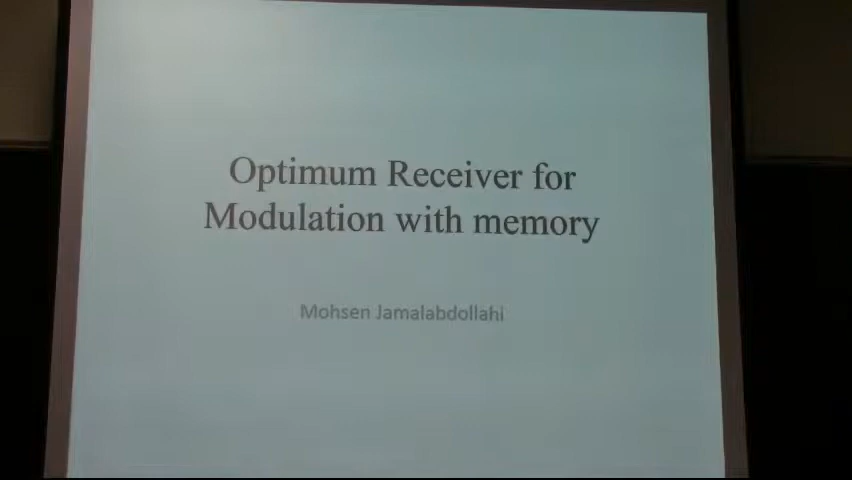 Optimum Receiver for
Modulation with memory
Mohsen Jamalabdollahi